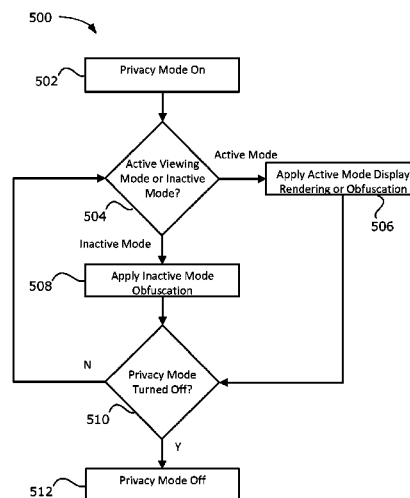 500
502
Privacy Mode On
Active Viewing
Mode or Inactive
Mode?
504
Active Mode
Apply Active Mode Display
Rendering or Obfuscation
506
Inactive Mode
508
Apply Inactive Mode
Obfuscation
N
Privacy Mode
Turned Off?
510
Y
512
Privacy Mode Off